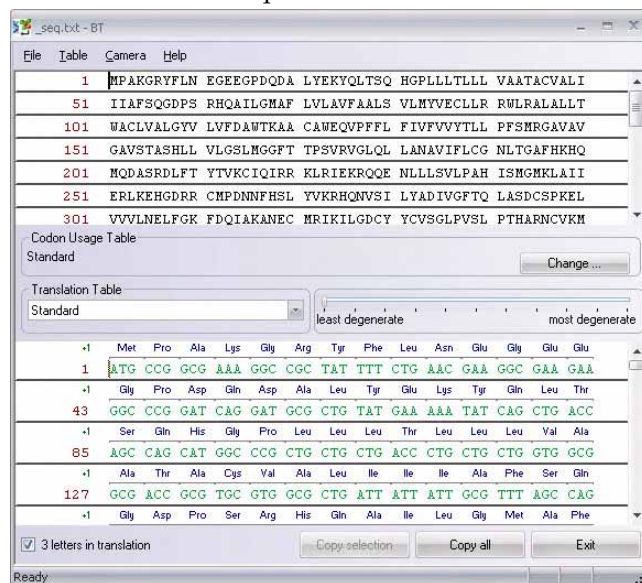 _seq.txt - BT
File Table Camera Help
1 MPAKGRYFLN EGEEGPDQDA LYEKYQLTSQ HGPLLLTLLL VAATACVALI
51 IIAFSQGDPS RHQAILGMAF LVLAVFAALS VLMYVECLLR RWLRALALLT
101 WACLVALGYV LVFDAWTKAA CAWEQVPFFL FIVFVVYTLL PFSMRGAVAV
151 GAVSTASHLL VLGSLMGGFT TPSVRVGLQL LANAVIFLCG NLTGAFHKHQ
201 MQDASRDLFT YTVKCIQIRR KLRIEKRQQE NLLLSVLPAH ISMGMKLAII
251 ERLKEHGDRR CMPDNNFHSL YVKRHQNVSI LYADIVGFTQ LASDCSPKEL
301 VVVLNELFGK FDQIAKANEC MRIKILGDCY YCVSGLPVSL PTHARNCVKM
Codon Usage Table
Standard
Change ...
Translation Table
Standard
least degenerate most degenerate
+1 Met Pro Ala Lys Gly Arg Tyr Phe Leu Asn Glu Gly Glu Glu
1 ATG CCG GCG AAA GGC CGC TAT TTT CTG AAC GAA GGC GAA GAA
+1 Gly Pro Asp Gln Asp Ala Leu Tyr Glu Lys Tyr Gln Leu Thr
43 GGC CCG GAT CAG GAT GCG CTG TAT GAA AAA TAT CAG CTG ACC
+1 Ser Gln His Gly Pro Leu Leu Leu Thr Leu Leu Leu Val Ala
85 AGC CAG CAT GGC CCG CTG CTG CTG ACC CTG CTG CTG GTG GCG
+1 Ala Thr Ala Cys Val Ala Leu Ile Ile Ile Ala Phe Ser Gln
127 GCG ACC GCG TGC GTG GCG CTG ATT ATT ATT GCG TTT AGC CAG
+1 Gly Asp Pro Ser Arg His Gln Ala Ile Leu Gly Met Ala Phe
3 letters in translation
Copy selection
Copy all
Exit
Ready